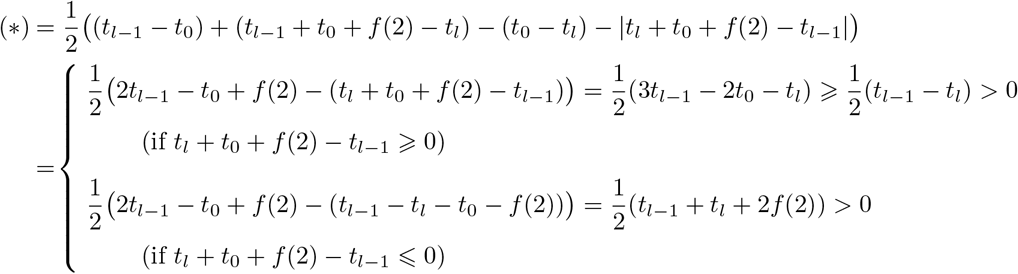 (∗) = 1/2((t_{l−1} − t_0) + (t_{l−1} + t_0 + f(2) − t_l) − (t_0 − t_l) − |t_l + t_0 + f(2) − t_{l−1}|)
= { 1/2(2t_{l−1} − t_0 + f(2) − (t_l + t_0 + f(2) − t_{l−1})) = 1/2(3t_{l−1} − 2t_0 − t_l) ⩾ 1/2(t_{l−1} − t_l) > 0
(if t_l + t_0 + f(2) − t_{l−1} ⩾ 0)
1/2(2t_{l−1} − t_0 + f(2) − (t_{l−1} − t_l − t_0 − f(2))) = 1/2(t_{l−1} + t_l + 2f(2)) > 0
(if t_l + t_0 + f(2) − t_{l−1} ⩽ 0)